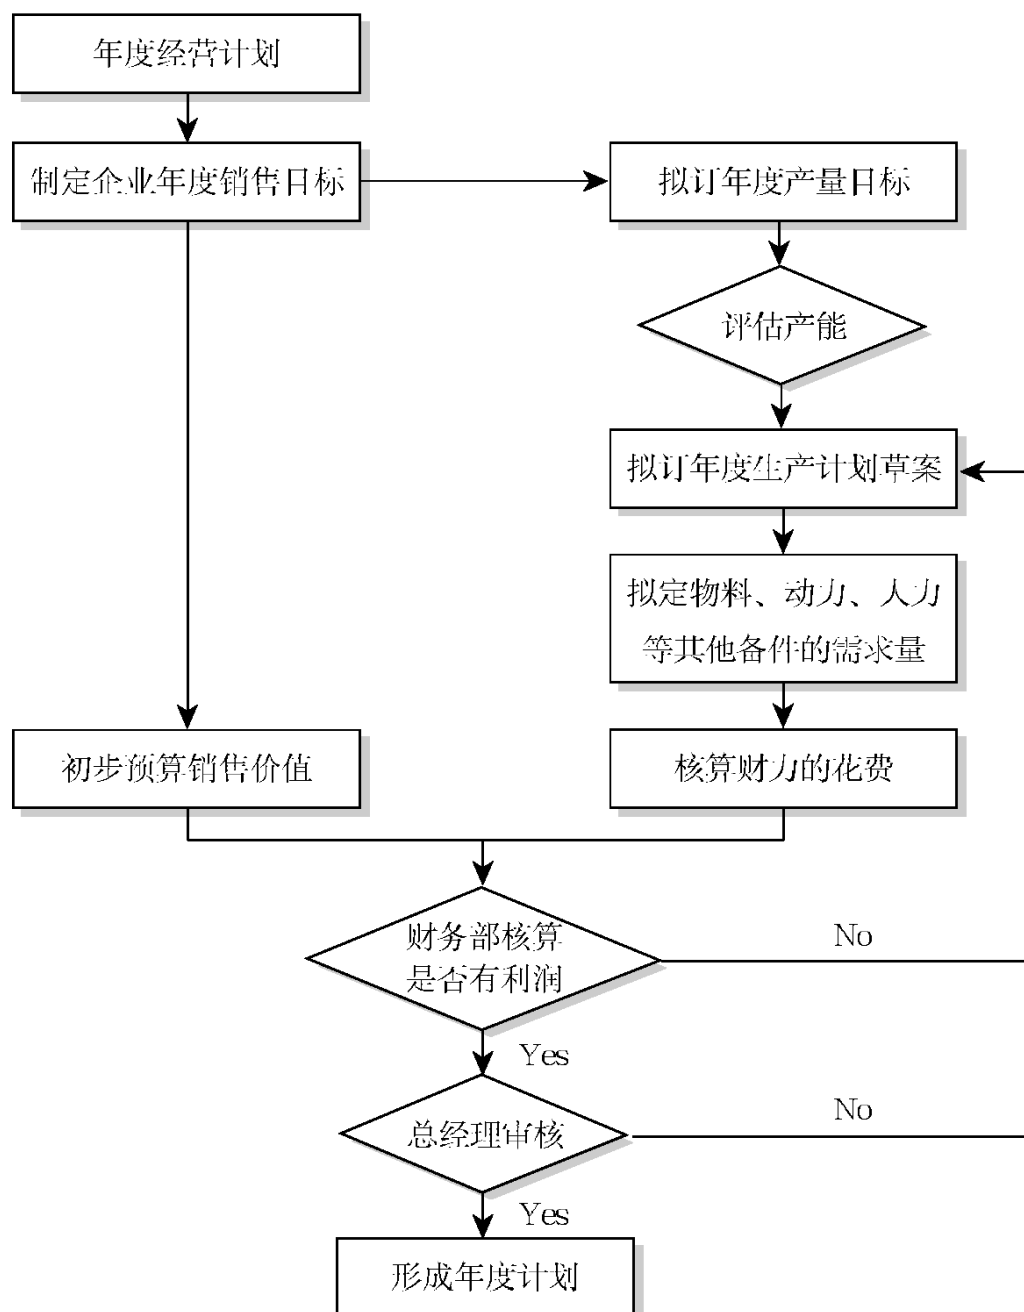 年度经营计划
制定企业年度销售目标
拟订年度产量目标
评估产能
拟订年度生产计划草案
拟定物料、动力、人力
等其他备件的需求量
初步预算销售价值
核算财力的花费
财务部核算
是否有利润
No
Yes
总经理审核
No
Yes
形成年度计划